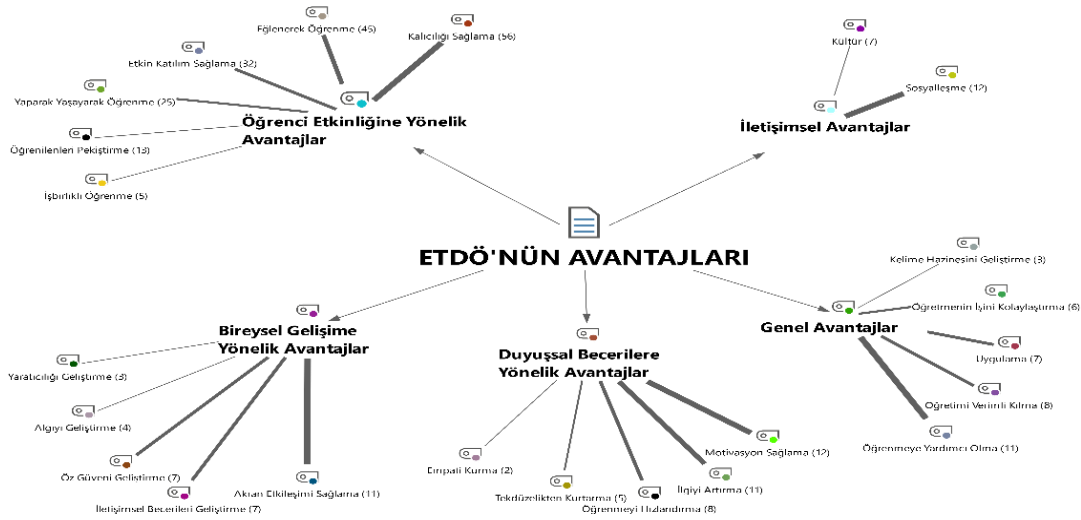 Eğlenerek Öğrenme (45)
Kalıcılığı Sağlama (56)
Etkin Katılım Sağlama (32)
Yaparak Yaşayarak Öğrenme (25)
Öğrenilenleri Pekiştirme (13)
İşbirlikli Öğrenme (5)
Öğrenci Etkinliğine Yönelik
Avantajlar
Kültür (7)
Sosyalleşme (12)
İletişimsel Avantajlar
ETDÖ'NÜN AVANTAJLARI
Bireysel Gelişime
Yönelik Avantajlar
Yaratıcılığı Geliştirme (3)
Algıyı Geliştirme (4)
Öz Güveni Geliştirme (7)
İletişimsel Becerileri Geliştirme (7)
Akran Etkileşimi Sağlama (11)
Duyuşsal Becerilere
Yönelik Avantajlar
Empati Kurma (2)
Tekdüzelikten Kurtarma (5)
Öğrenmeyi Hızlandırma (8)
İlgiyi Artırma (11)
Motivasyon Sağlama (12)
Genel Avantajlar
Kelime Hazinesini Geliştirme (3)
Öğretmenin İşini Kolaylaştırma (6)
Uygulama (7)
Öğretimi Verimli Kılma (8)
Öğrenmeye Yardımcı Olma (11)